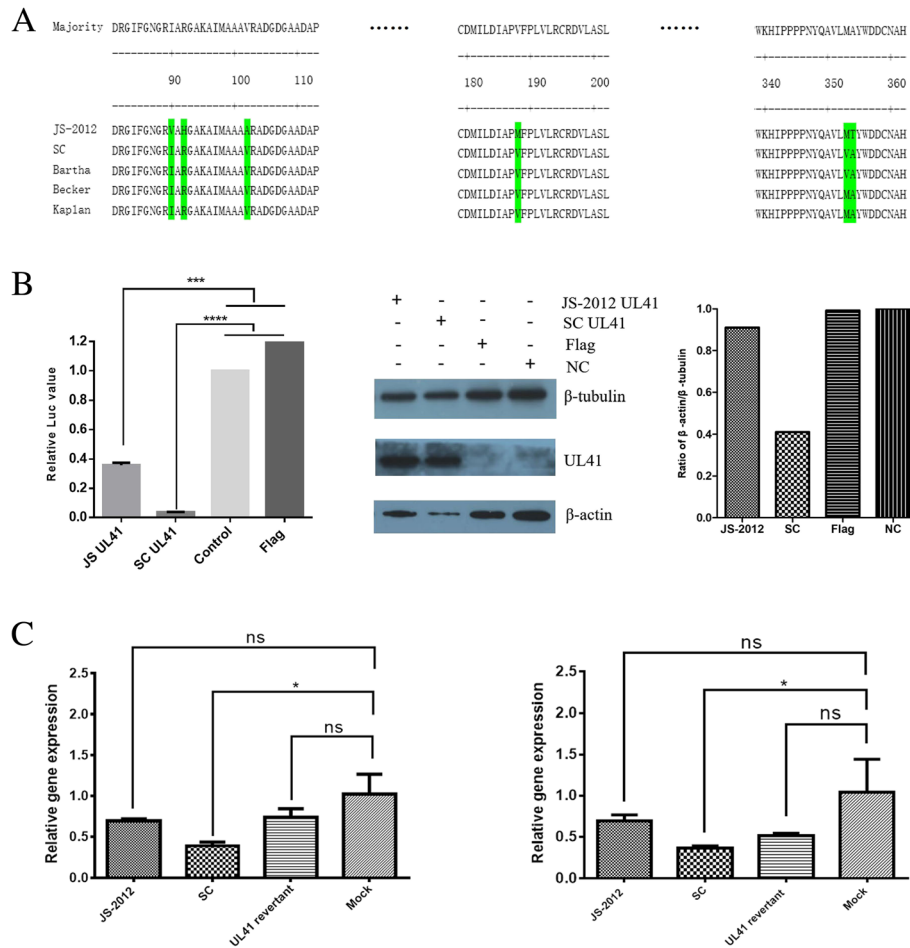 A
Majority DRGIFGNGRIARGAKAIMAAAVRADGDGAADAP ······ CDMILDIAPVFPLVLRCRDVLASL ······ WKHIPPPPNYQAVLMAYWDDCNAH
90 100 110 180 190 200 340 350 360
JS-2012 DRGIFGNGRVAHGAKAIMAAAARADGDGAADAP CDMILDIAPMFPLVLRCRDVLASL WKHIPPPPNYQAVLMTYWDDCNAH
SC DRGIFGNGRIARGAKAIMAAAVRADGDGAADAP CDMILDIAPVFPLVLRCRDVLASL WKHIPPPPNYQAVLVAYWDDCNAH
Bartha DRGIFGNGRIARGAKAIMAAAVRADGDGAADAP CDMILDIAPVFPLVLRCRDVLASL WKHIPPPPNYQAVLVAYWDDCNAH
Becker DRGIFGNGRIARGAKAIMAAAVRADGDGAADAP CDMILDIAPVFPLVLRCRDVLASL WKHIPPPPNYQAVLMAYWDDCNAH
Kaplan DRGIFGNGRIARGAKAIMAAAVRADGDGAADAP CDMILDIAPVFPLVLRCRDVLASL WKHIPPPPNYQAVLMAYWDDCNAH
B
***
****
Relative Luc value
1.2
1.0
0.8
0.6
0.4
0.2
0.0
JS UL41 SC UL41 Control Flag
+ - - - JS-2012 UL41
- + - - SC UL41
- - + - Flag
- - - + NC
β-tubulin
UL41
β-actin
Ratio of β -actin/β -tubulin
1.0
0.8
0.6
0.4
0.2
0.0
JS-2012 SC Flag NC
C
ns
*
ns
Relative gene expression
2.5
2.0
1.5
1.0
0.5
0.0
JS-2012 SC UL41 revertant Mock
ns
*
ns
Relative gene expression
2.5
2.0
1.5
1.0
0.5
0.0
JS-2012 SC UL41 revertant Mock